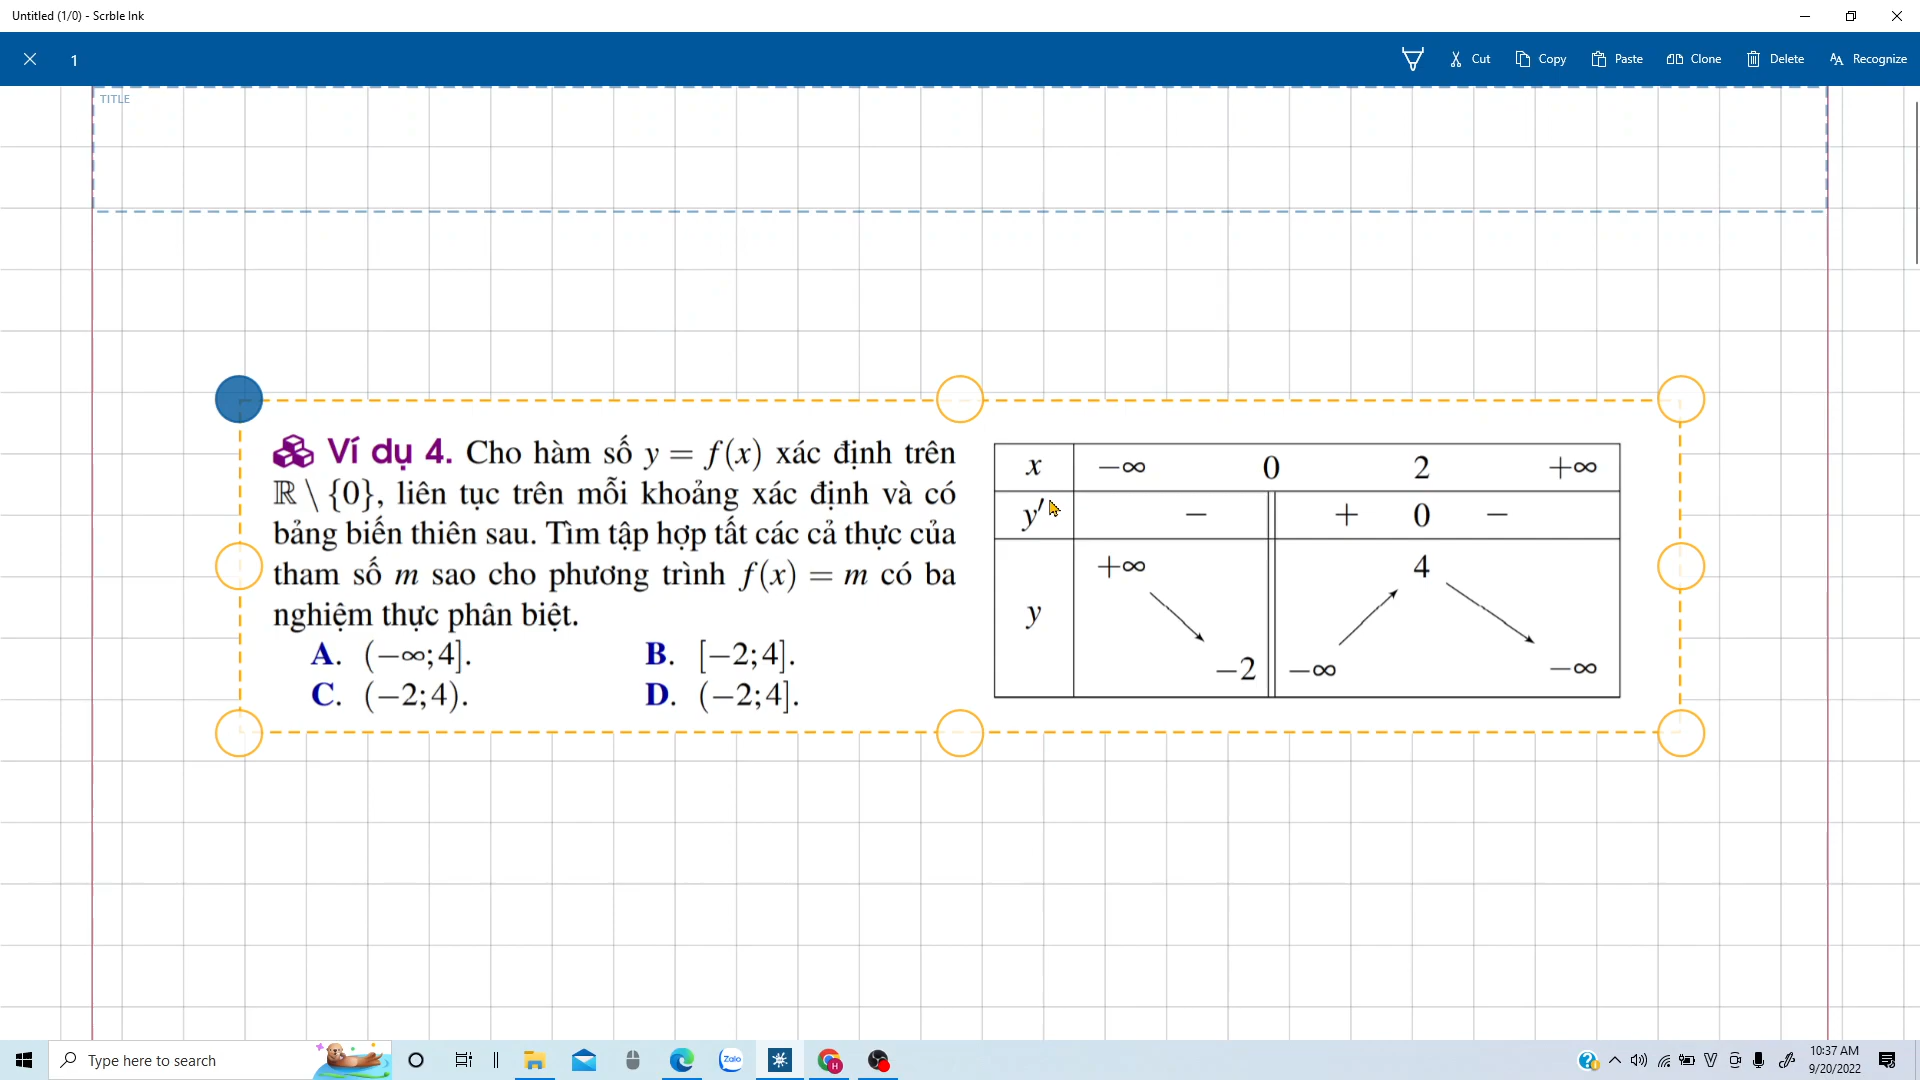 Untitled (1/0) - Scrble Ink
1
Cut
Copy
Paste
Clone
Delete
Recognize
TITLE
Ví dụ 4. Cho hàm số y = f(x) xác định trên
ℝ \ {0}, liên tục trên mỗi khoảng xác định và có
bảng biến thiên sau. Tìm tập hợp tất các cả thực của
tham số m sao cho phương trình f(x) = m có ba
nghiệm thực phân biệt.
A. (−∞;4].
B. [−2;4].
C. (−2;4).
D. (−2;4].
x −∞ 0 2 +∞
y′ − + 0 −
y +∞ −2 −∞ 4 −∞
Type here to search
Zalo
H
10:37 AM
9/20/2022